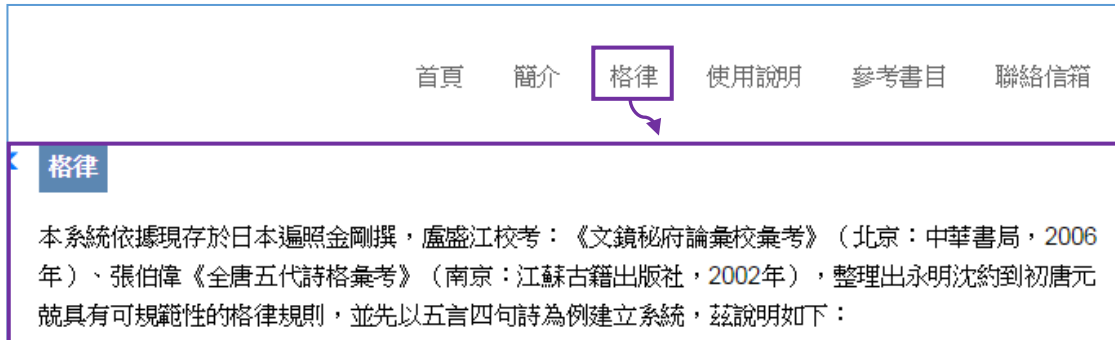 首頁 簡介 格律 使用說明 參考書目 聯絡信箱
格律
本系統依據現存於日本遍照金剛撰，盧盛江校考：《文鏡秘府論彙校彙考》（北京：中華書局，2006
年）、張伯偉《全唐五代詩格彙考》（南京：江蘇古籍出版社，2002年），整理出永明沈約到初唐元
兢具有可規範性的格律規則，並先以五言四句詩為例建立系統，茲說明如下：